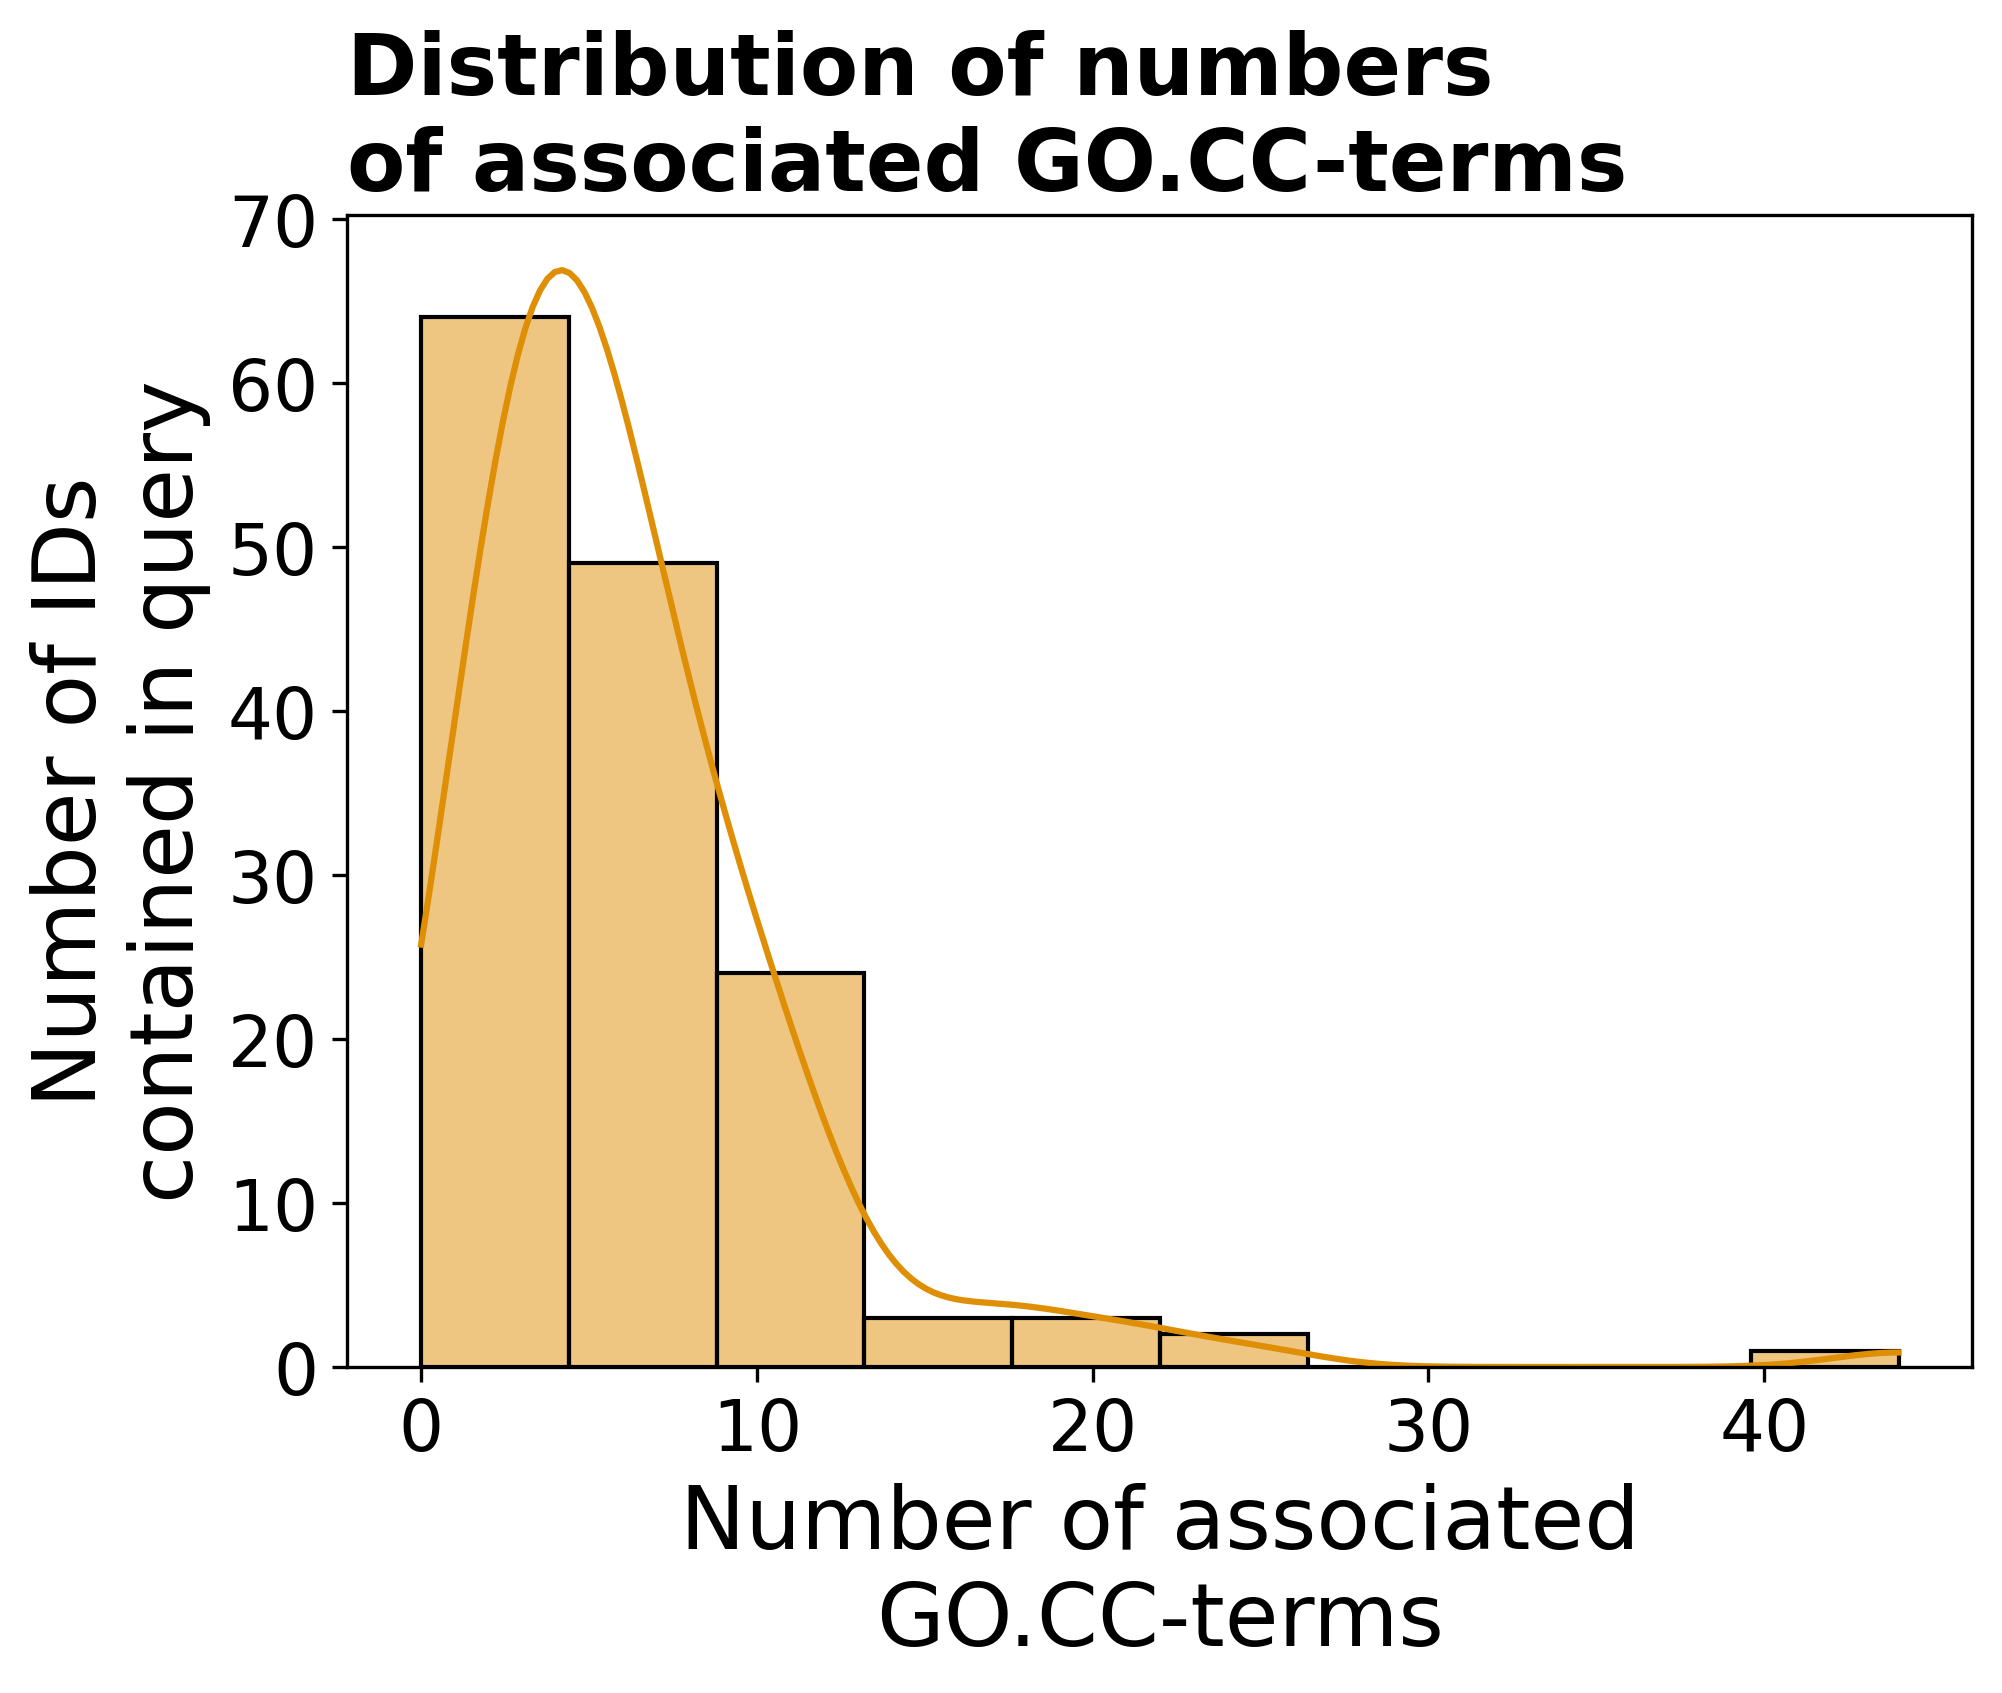 Distribution of numbers
of associated GO.CC-terms
Number of IDs
contained in query
70
60
50
40
30
20
10
0
0 10 20 30 40
Number of associated
GO.CC-terms